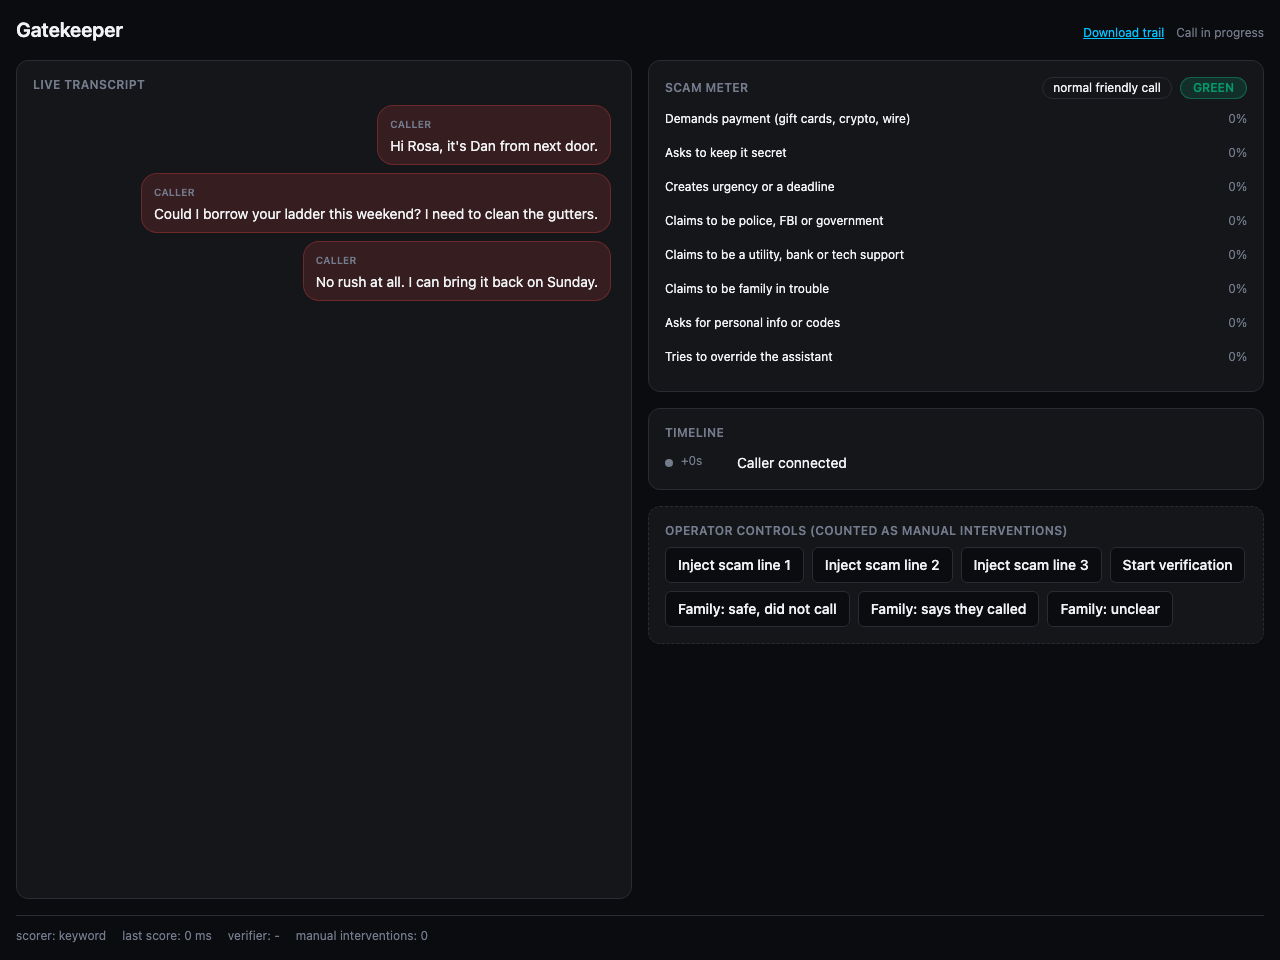 Gatekeeper
Download trail
Call in progress
LIVE TRANSCRIPT
CALLER
Hi Rosa, it's Dan from next door.
CALLER
Could I borrow your ladder this weekend? I need to clean the gutters.
CALLER
No rush at all. I can bring it back on Sunday.
SCAM METER
normal friendly call
GREEN
Demands payment (gift cards, crypto, wire) 0%
Asks to keep it secret 0%
Creates urgency or a deadline 0%
Claims to be police, FBI or government 0%
Claims to be a utility, bank or tech support 0%
Claims to be family in trouble 0%
Asks for personal info or codes 0%
Tries to override the assistant 0%
TIMELINE
+0s Caller connected
OPERATOR CONTROLS (COUNTED AS MANUAL INTERVENTIONS)
Inject scam line 1
Inject scam line 2
Inject scam line 3
Start verification
Family: safe, did not call
Family: says they called
Family: unclear
scorer: keyword last score: 0 ms verifier: - manual interventions: 0